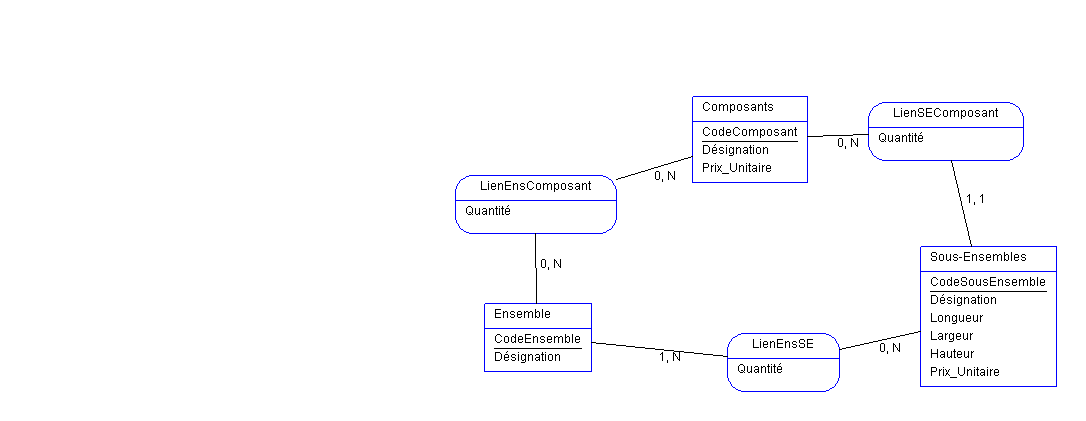 Composants
CodeComposant
Désignation
Prix_Unitaire
LienSEComposant
Quantité
0, N
0, N
LienEnsComposant
Quantité
1, 1
0, N
Sous-Ensembles
CodeSousEnsemble
Désignation
Longueur
Largeur
Hauteur
Prix_Unitaire
Ensemble
CodeEnsemble
Désignation
1, N
LienEnsSE
Quantité
0, N